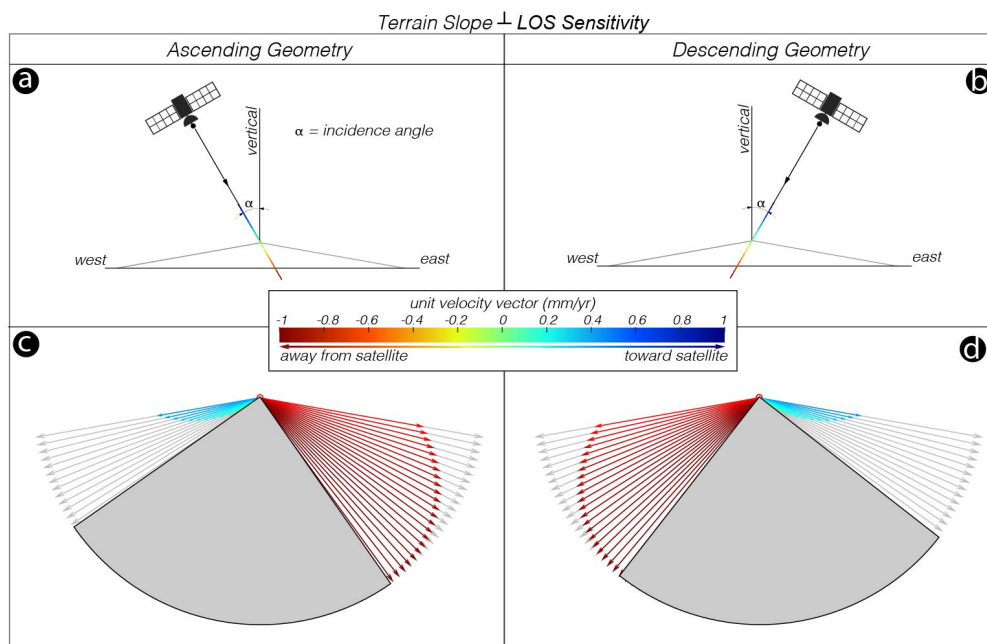 Terrain Slope ⊥ LOS Sensitivity
Ascending Geometry
Descending Geometry
a
b
vertical
α = incidence angle
α
west
east
vertical
α
west
east
unit velocity vector (mm/yr)
-1 -0.8 -0.6 -0.4 -0.2 0 0.2 0.4 0.6 0.8 1
away from satellite
toward satellite
c
d